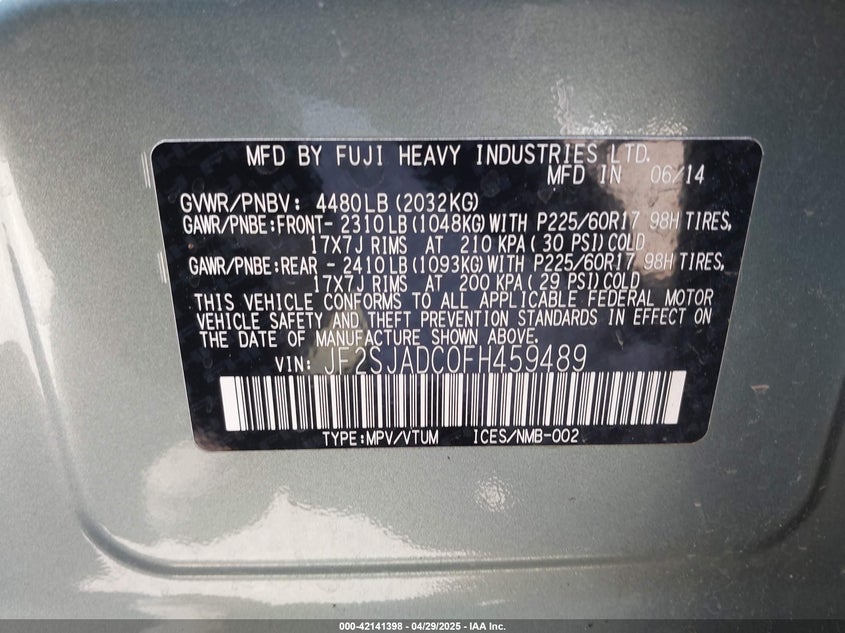 MFD BY FUJI HEAVY INDUSTRIES LTD.
MFD IN 06/14
GVWR/PNBV: 4480LB (2032KG)
GAWR/PNBE:FRONT- 2310LB (1048KG) WITH P225/60R17 98H TIRES,
17X7J RIMS AT 210 KPA ( 30 PSI) COLD
GAWR/PNBE:REAR - 2410LB (1093KG) WITH P225/60R17 98H TIRES,
17X7J RIMS AT 200 KPA ( 29 PSI) COLD
THIS VEHICLE CONFORMS TO ALL APPLICABLE FEDERAL MOTOR
VEHICLE SAFETY AND THEFT PREVENTION STANDARDS IN EFFECT ON
THE DATE OF MANUFACTURE SHOWN ABOVE.
VIN: JF2SJADC0FH459489
TYPE:MPV/VTUM ICES/NMB-002
000-42141398 - 04/29/2025 - IAA Inc.